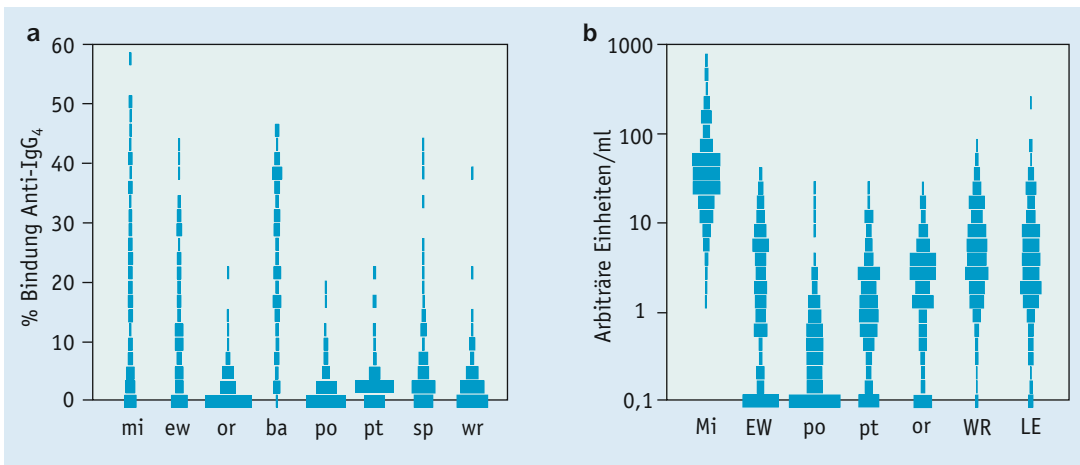 a
% Bindung Anti-IgG₄
60
50
40
30
20
10
0
mi ew or ba po pt sp wr
b
Arbiträre Einheiten/ml
1000
100
10
1
0,1
Mi EW po pt or WR LE